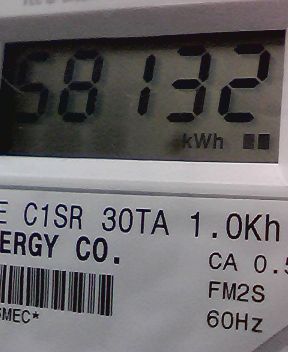 58132
kWh
E C1SR 30TA 1.0Kh
ERGY CO.
CA 0.5
FM2S
60Hz
MEC*